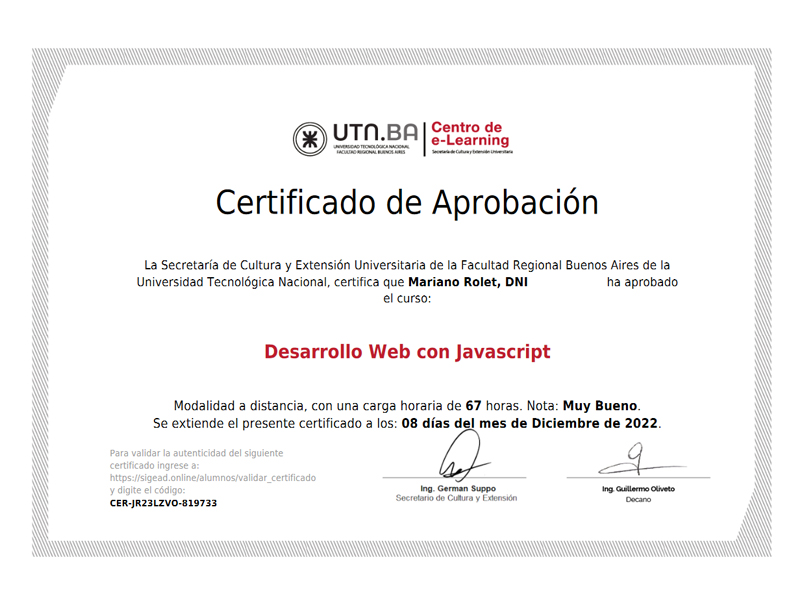 UTN.BA
UNIVERSIDAD TECNOLÓGICA NACIONAL
FACULTAD REGIONAL BUENOS AIRES
Centro de
e-Learning
Secretaría de Cultura y Extensión Universitaria
Certificado de Aprobación
La Secretaría de Cultura y Extensión Universitaria de la Facultad Regional Buenos Aires de la
Universidad Tecnológica Nacional, certifica que Mariano Rolet, DNI ha aprobado
el curso:
Desarrollo Web con Javascript
Modalidad a distancia, con una carga horaria de 67 horas. Nota: Muy Bueno.
Se extiende el presente certificado a los: 08 días del mes de Diciembre de 2022.
Para validar la autenticidad del siguiente
certificado ingrese a:
https://sigead.online/alumnos/validar_certificado
y digite el código:
CER-JR23LZVO-819733
Ing. German Suppo
Secretario de Cultura y Extensión
Ing. Guillermo Oliveto
Decano